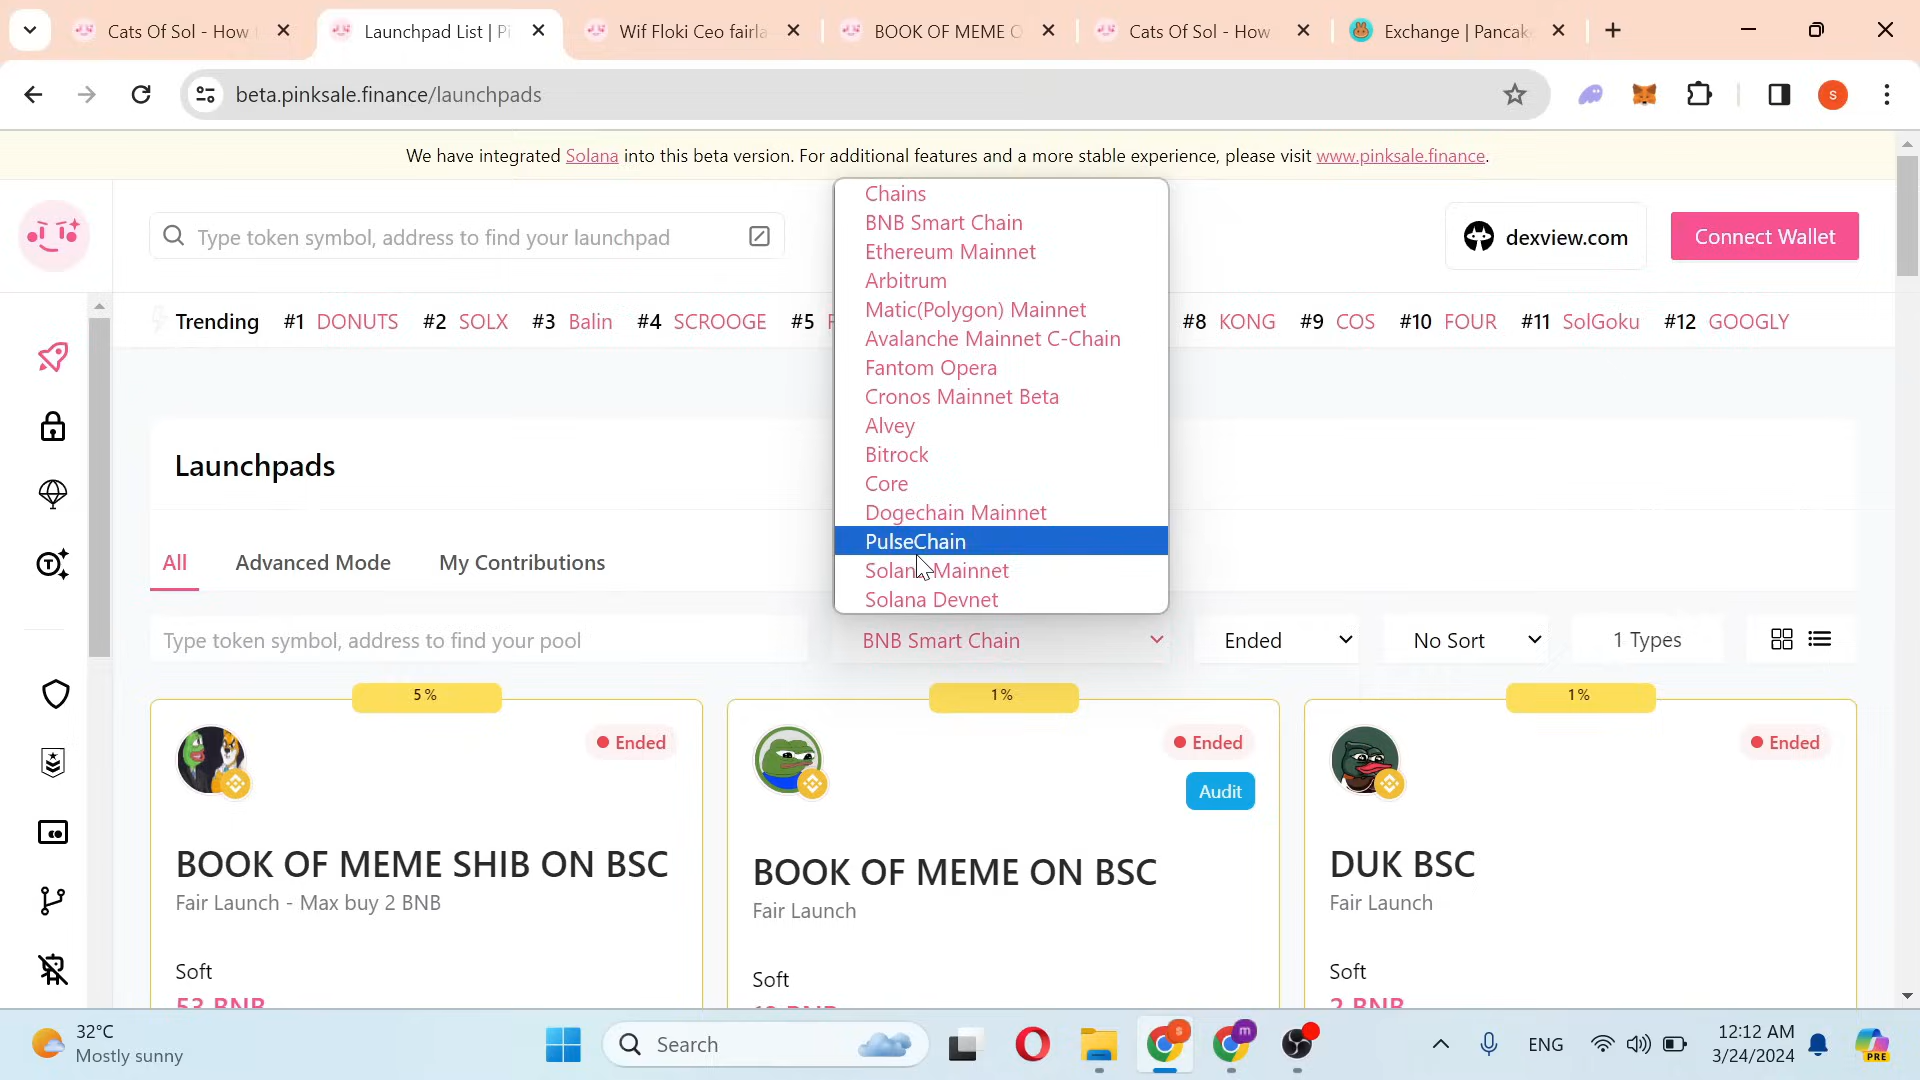 Cats Of Sol - How
Launchpad List | Pi
Wif Floki Ceo fairla
BOOK OF MEME O
Cats Of Sol - How
Exchange | Pancak
beta.pinksale.finance/launchpads
S
We have integrated Solana into this beta version. For additional features and a more stable experience, please visit www.pinksale.finance.
Type token symbol, address to find your launchpad
dexview.com
Connect Wallet
Trending #1 DONUTS #2 SOLX #3 Balin #4 SCROOGE #5 #8 KONG #9 COS #10 FOUR #11 SolGoku #12 GOOGLY
Chains
BNB Smart Chain
Ethereum Mainnet
Arbitrum
Matic(Polygon) Mainnet
Avalanche Mainnet C-Chain
Fantom Opera
Cronos Mainnet Beta
Alvey
Bitrock
Core
Dogechain Mainnet
PulseChain
Solana Mainnet
Solana Devnet
Launchpads
All Advanced Mode My Contributions
Type token symbol, address to find your pool
BNB Smart Chain
Ended
No Sort
1 Types
5%
Ended
BOOK OF MEME SHIB ON BSC
Fair Launch - Max buy 2 BNB
Soft
53 BNB
1%
Ended
Audit
BOOK OF MEME ON BSC
Fair Launch
Soft
1%
Ended
DUK BSC
Fair Launch
Soft
2 BNB
32°C
Mostly sunny
Search
S
m
ENG
12:12 AM
3/24/2024
PRE